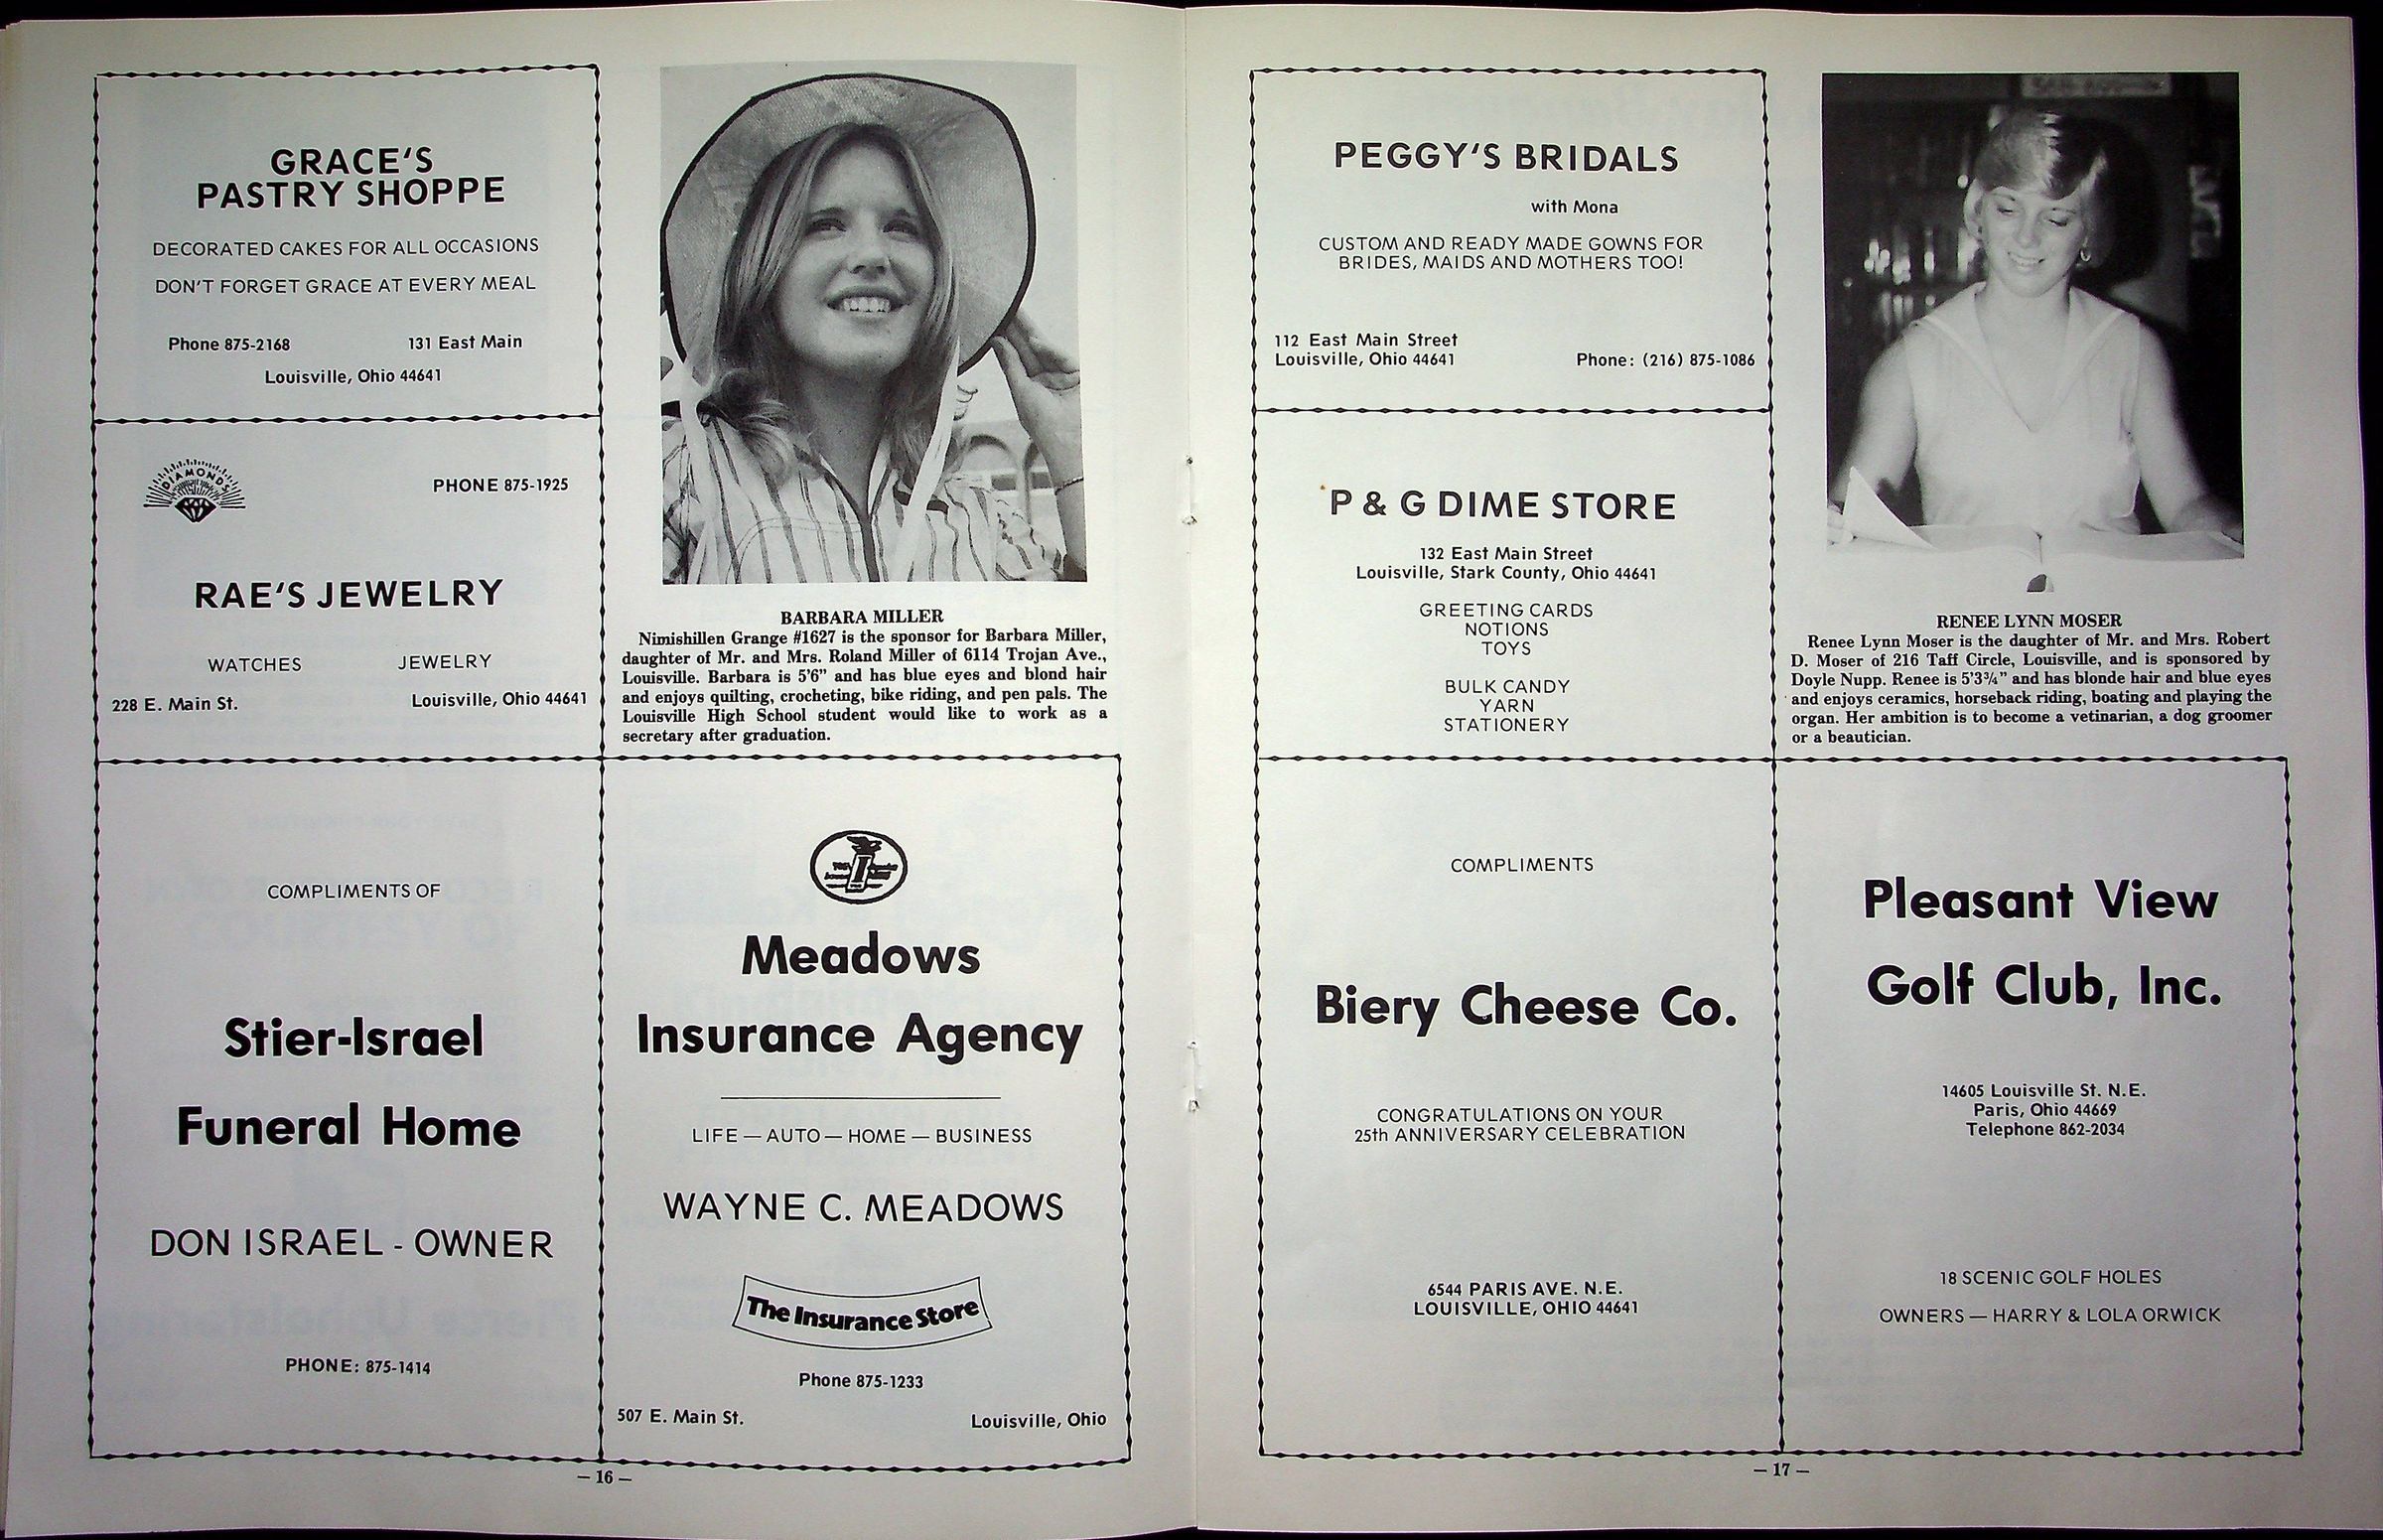 GRACE'S
PASTRY SHOPPE
DECORATED CAKES FOR ALL OCCASIONS
DON'T FORGET GRACE AT EVERY MEAL
Phone 875-2168 131 East Main
Louisville, Ohio 44641
DIAMONDS
PHONE 875-1925
RAE'S JEWELRY
WATCHES JEWELRY
228 E. Main St. Louisville, Ohio 44641
BARBARA MILLER
Nimishillen Grange #1627 is the sponsor for Barbara Miller,
daughter of Mr. and Mrs. Roland Miller of 6114 Trojan Ave.,
Louisville. Barbara is 5'6" and has blue eyes and blond hair
and enjoys quilting, crocheting, bike riding, and pen pals. The
Louisville High School student would like to work as a
secretary after graduation.
COMPLIMENTS OF
Stier-Israel
Funeral Home
DON ISRAEL - OWNER
PHONE: 875-1414
Meadows
Insurance Agency
LIFE — AUTO — HOME — BUSINESS
WAYNE C. MEADOWS
The Insurance Store
Phone 875-1233
507 E. Main St. Louisville, Ohio
— 16 —
PEGGY'S BRIDALS
with Mona
CUSTOM AND READY MADE GOWNS FOR
BRIDES, MAIDS AND MOTHERS TOO!
112 East Main Street
Louisville, Ohio 44641 Phone: (216) 875-1086
P & G DIME STORE
132 East Main Street
Louisville, Stark County, Ohio 44641
GREETING CARDS
NOTIONS
TOYS
BULK CANDY
YARN
STATIONERY
RENEE LYNN MOSER
Renee Lynn Moser is the daughter of Mr. and Mrs. Robert
D. Moser of 216 Taff Circle, Louisville, and is sponsored by
Doyle Nupp. Renee is 5'3¾" and has blonde hair and blue eyes
and enjoys ceramics, horseback riding, boating and playing the
organ. Her ambition is to become a vetinarian, a dog groomer
or a beautician.
COMPLIMENTS
Biery Cheese Co.
CONGRATULATIONS ON YOUR
25th ANNIVERSARY CELEBRATION
6544 PARIS AVE. N.E.
LOUISVILLE, OHIO 44641
Pleasant View
Golf Club, Inc.
14605 Louisville St. N.E.
Paris, Ohio 44669
Telephone 862-2034
18 SCENIC GOLF HOLES
OWNERS — HARRY & LOLA ORWICK
— 17 —